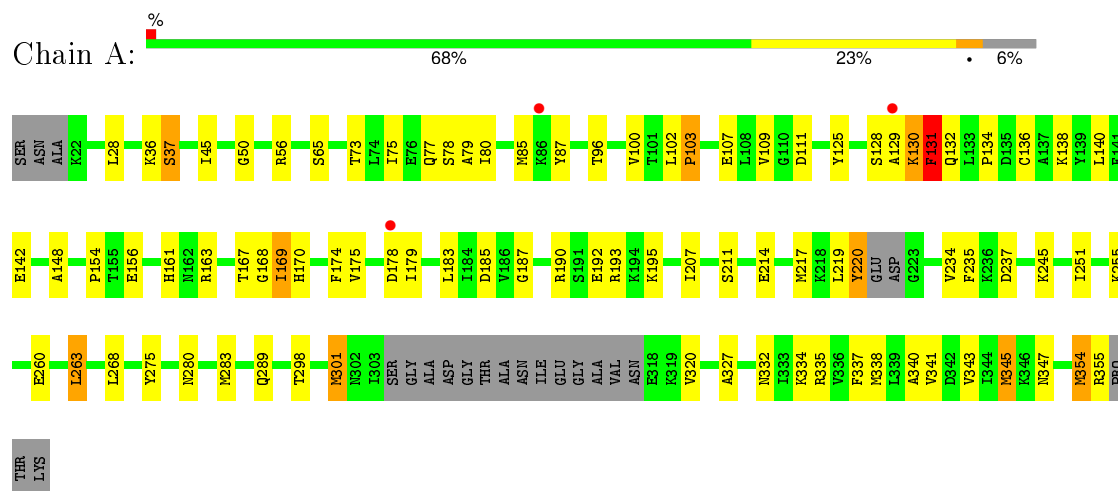 %
Chain A:
68% 23% • 6%
SER ASN ALA K22 L28 K36 S37 I45 G50 R56 S65 T73 L74 I75 E76 Q77 S78 A79 I80 M85 K86 Y87 T96 V100 T101 L102 P103 E107 L108 V109 G110 D111 Y125 S128 A129 K130 F131 Q132 L133 P134 D135 C136 A137 K138 Y139 L140 E141
E142 A148 P154 T155 E156 H161 N162 R163 T167 G168 I169 H170 F174 V175 D178 I179 L183 I184 D185 V186 G187 R190 S191 E192 R193 K194 K195 I207 S211 E214 M217 K218 L219 Y220 GLU ASP G223 V234 F235 K236 D237 K245 I251 K255
E260 L263 L268 Y275 N280 M283 Q289 T298 M301 N302 I303 SER GLY ALA ASP GLY THR ALA ASN ILE GLU GLY ALA VAL ASN E318 K319 V320 A327 N332 I333 K334 R335 V336 F337 M338 L339 A340 V341 D342 V343 I344 M345 K346 N347 M354 R355 PRO
THR LYS